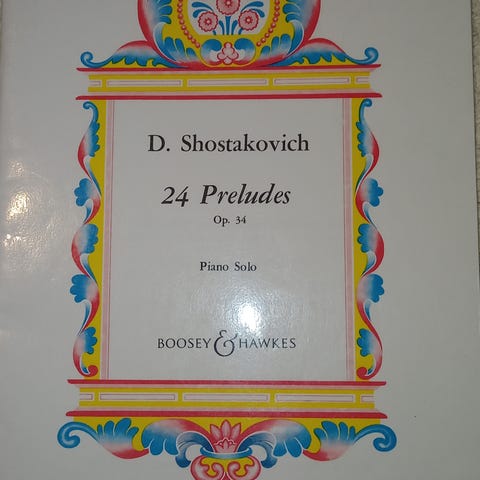 D. Shostakovich
24 Preludes
Op. 34
Piano Solo
BOOSEY & HAWKES